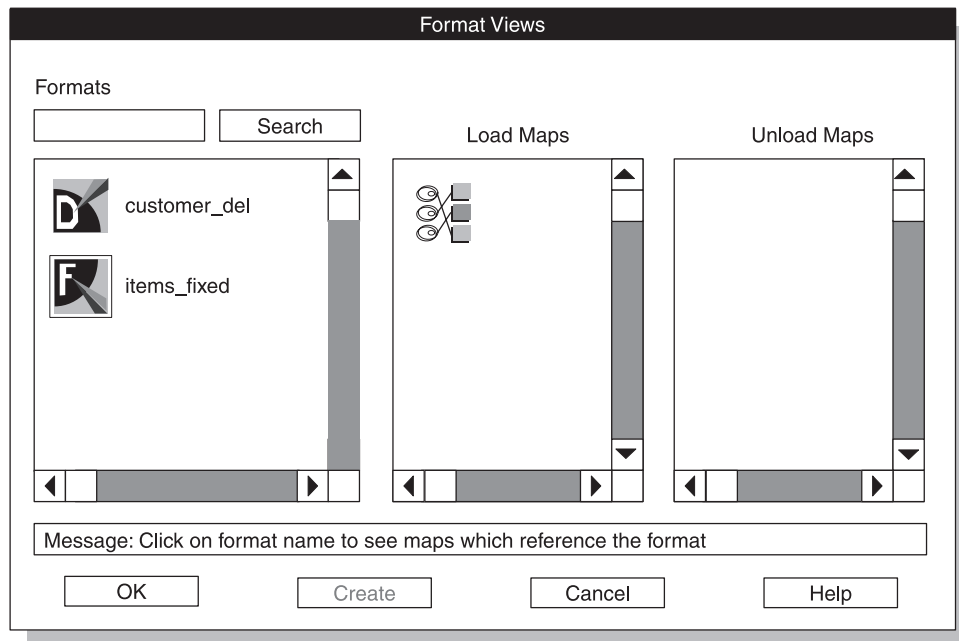 Format Views
Formats
Search
Load Maps
Unload Maps
D
customer_del
F
items_fixed
Message: Click on format name to see maps which reference the format
OK
Create
Cancel
Help